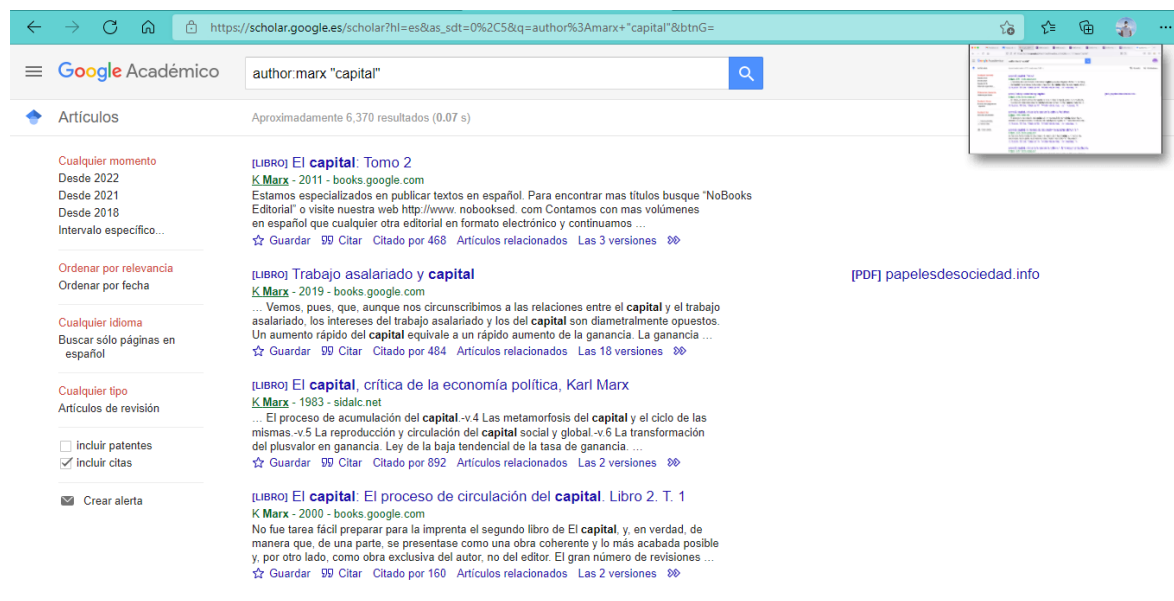 https://scholar.google.es/scholar?hl=es&as_sdt=0%2C5&q=author%3Amarx+"capital"&btnG=
Google Académico
author:marx "capital"
Artículos
Aproximadamente 6,370 resultados (0.07 s)
Cualquier momento
Desde 2022
Desde 2021
Desde 2018
Intervalo específico...
Ordenar por relevancia
Ordenar por fecha
Cualquier idioma
Buscar sólo páginas en
español
Cualquier tipo
Artículos de revisión
incluir patentes
incluir citas
Crear alerta
[LIBRO] El capital: Tomo 2
K Marx - 2011 - books.google.com
Estamos especializados en publicar textos en español. Para encontrar mas títulos busque “NoBooks
Editorial” o visite nuestra web http://www. nobooksed. com Contamos con mas volúmenes
en español que cualquier otra editorial en formato electrónico y continuamos …
Guardar Citar Citado por 468 Artículos relacionados Las 3 versiones
[LIBRO] Trabajo asalariado y capital
K Marx - 2019 - books.google.com
… Vemos, pues, que, aunque nos circunscribimos a las relaciones entre el capital y el trabajo
asalariado, los intereses del trabajo asalariado y los del capital son diametralmente opuestos.
Un aumento rápido del capital equivale a un rápido aumento de la ganancia. La ganancia …
Guardar Citar Citado por 484 Artículos relacionados Las 18 versiones
[PDF] papelesdesociedad.info
[LIBRO] El capital, crítica de la economía política, Karl Marx
K Marx - 1983 - sidalc.net
… El proceso de acumulación del capital.-v.4 Las metamorfosis del capital y el ciclo de las
mismas.-v.5 La reproducción y circulación del capital social y global.-v.6 La transformación
del plusvalor en ganancia. Ley de la baja tendencial de la tasa de ganancia. …
Guardar Citar Citado por 892 Artículos relacionados Las 2 versiones
[LIBRO] El capital: El proceso de circulación del capital. Libro 2. T. 1
K Marx - 2000 - books.google.com
No fue tarea fácil preparar para la imprenta el segundo libro de El capital, y, en verdad, de
manera que, de una parte, se presentase como una obra coherente y lo más acabada posible
y, por otro lado, como obra exclusiva del autor, no del editor. El gran número de revisiones …
Guardar Citar Citado por 160 Artículos relacionados Las 2 versiones